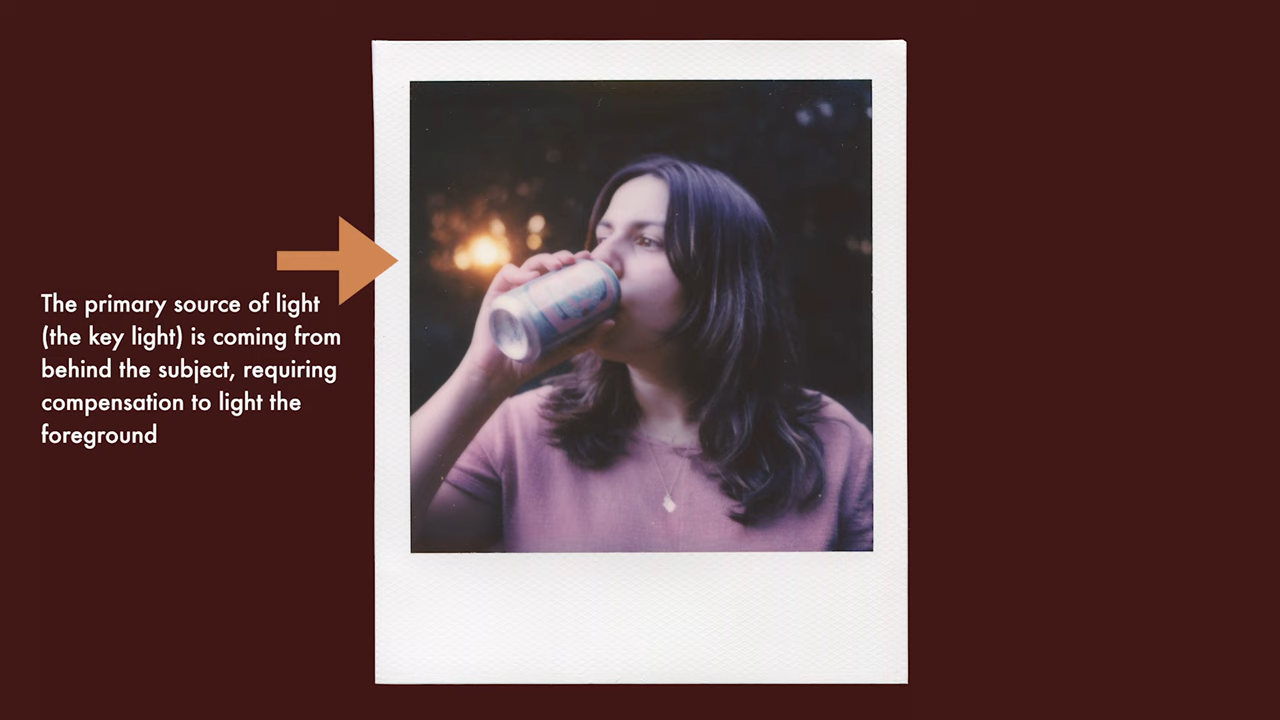 The primary source of light
(the key light) is coming from
behind the subject, requiring
compensation to light the
foreground